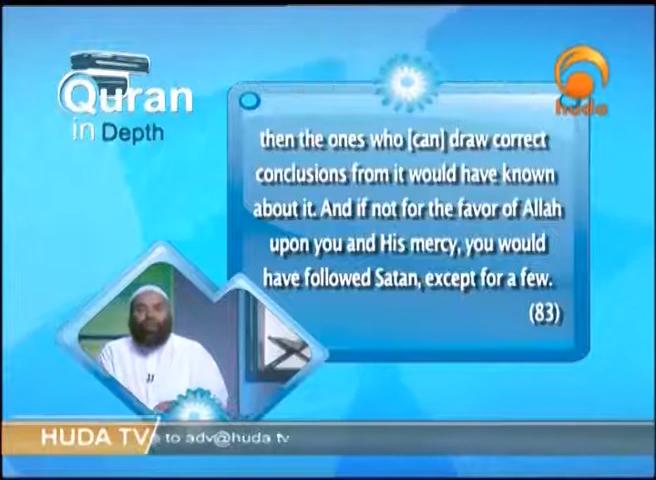 Quran
in Depth
huda
then the ones who [can] draw correct
conclusions from it would have known
about it. And if not for the favor of Allah
upon you and His mercy, you would
have followed Satan, except for a few.
(83)
HUDA TV
to adv@huda tv